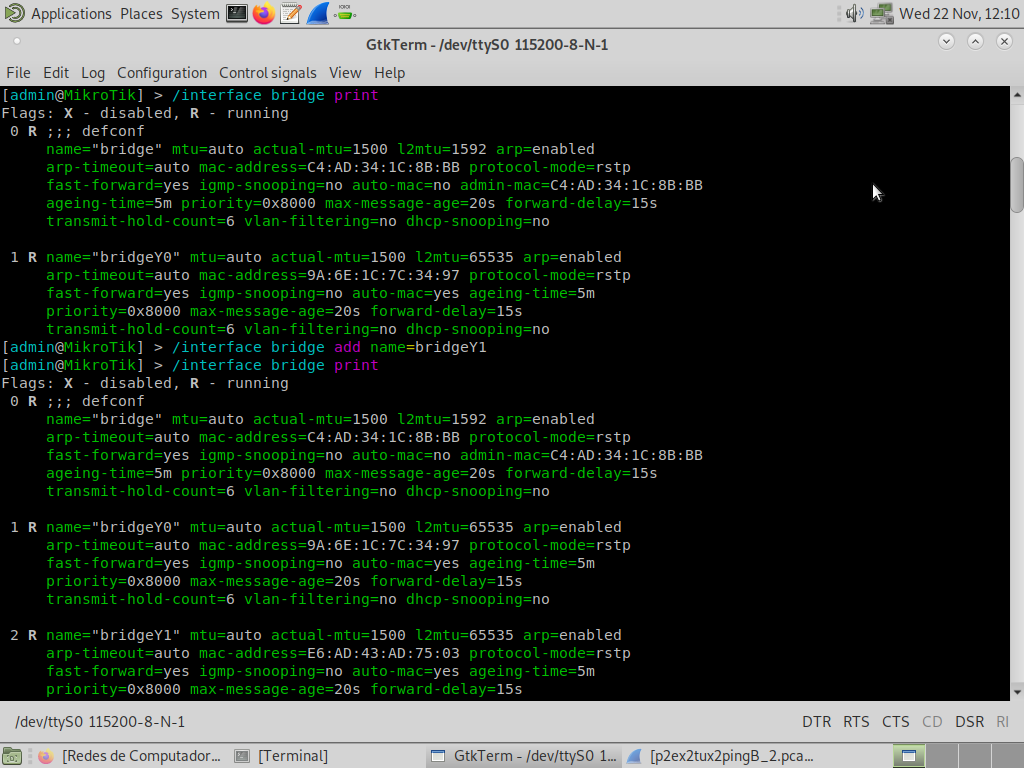 Applications Places System Wed 22 Nov, 12:10
GtkTerm - /dev/ttyS0 115200-8-N-1
File Edit Log Configuration Control signals View Help
[admin@MikroTik] > /interface bridge print
Flags: X - disabled, R - running
0 R ;;; defconf
name="bridge" mtu=auto actual-mtu=1500 l2mtu=1592 arp=enabled
arp-timeout=auto mac-address=C4:AD:34:1C:8B:BB protocol-mode=rstp
fast-forward=yes igmp-snooping=no auto-mac=no admin-mac=C4:AD:34:1C:8B:BB
ageing-time=5m priority=0x8000 max-message-age=20s forward-delay=15s
transmit-hold-count=6 vlan-filtering=no dhcp-snooping=no
1 R name="bridgeY0" mtu=auto actual-mtu=1500 l2mtu=65535 arp=enabled
arp-timeout=auto mac-address=9A:6E:1C:7C:34:97 protocol-mode=rstp
fast-forward=yes igmp-snooping=no auto-mac=yes ageing-time=5m
priority=0x8000 max-message-age=20s forward-delay=15s
transmit-hold-count=6 vlan-filtering=no dhcp-snooping=no
[admin@MikroTik] > /interface bridge add name=bridgeY1
[admin@MikroTik] > /interface bridge print
Flags: X - disabled, R - running
0 R ;;; defconf
name="bridge" mtu=auto actual-mtu=1500 l2mtu=1592 arp=enabled
arp-timeout=auto mac-address=C4:AD:34:1C:8B:BB protocol-mode=rstp
fast-forward=yes igmp-snooping=no auto-mac=no admin-mac=C4:AD:34:1C:8B:BB
ageing-time=5m priority=0x8000 max-message-age=20s forward-delay=15s
transmit-hold-count=6 vlan-filtering=no dhcp-snooping=no
1 R name="bridgeY0" mtu=auto actual-mtu=1500 l2mtu=65535 arp=enabled
arp-timeout=auto mac-address=9A:6E:1C:7C:34:97 protocol-mode=rstp
fast-forward=yes igmp-snooping=no auto-mac=yes ageing-time=5m
priority=0x8000 max-message-age=20s forward-delay=15s
transmit-hold-count=6 vlan-filtering=no dhcp-snooping=no
2 R name="bridgeY1" mtu=auto actual-mtu=1500 l2mtu=65535 arp=enabled
arp-timeout=auto mac-address=E6:AD:43:AD:75:03 protocol-mode=rstp
fast-forward=yes igmp-snooping=no auto-mac=yes ageing-time=5m
priority=0x8000 max-message-age=20s forward-delay=15s
/dev/ttyS0 115200-8-N-1 DTR RTS CTS CD DSR RI
[Redes de Computador... [Terminal] GtkTerm - /dev/ttyS0 1... [p2ex2tux2pingB_2.pca...